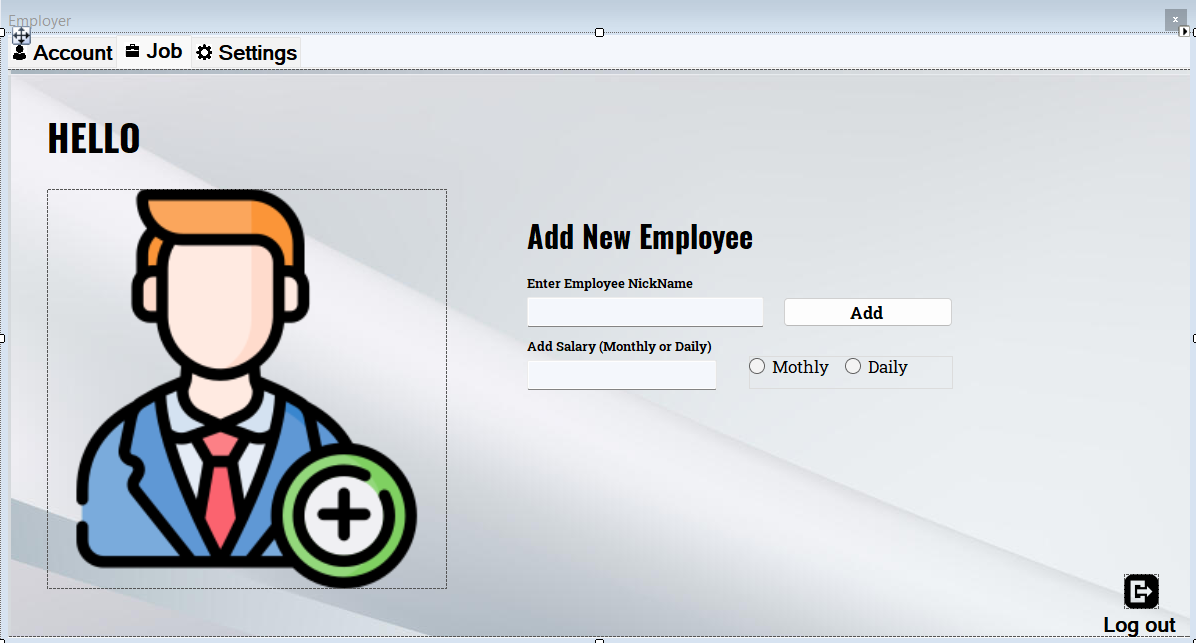 Employer
x
Account Job Settings
HELLO
Add New Employee
Enter Employee NickName
Add
Add Salary (Monthly or Daily)
Mothly Daily
Log out